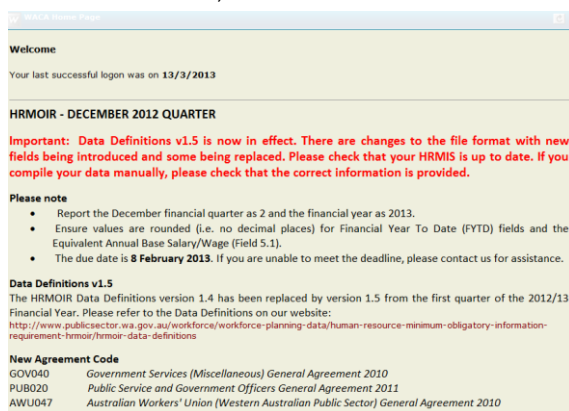 WACA Home Page
Welcome
Your last successful logon was on 13/3/2013
HRMOIR - DECEMBER 2012 QUARTER
Important: Data Definitions v1.5 is now in effect. There are changes to the file format with new
fields being introduced and some being replaced. Please check that your HRMIS is up to date. If you
compile your data manually, please check that the correct information is provided.
Please note
• Report the December financial quarter as 2 and the financial year as 2013.
• Ensure values are rounded (i.e. no decimal places) for Financial Year To Date (FYTD) fields and the
Equivalent Annual Base Salary/Wage (Field 5.1).
• The due date is 8 February 2013. If you are unable to meet the deadline, please contact us for assistance.
Data Definitions v1.5
The HRMOIR Data Definitions version 1.4 has been replaced by version 1.5 from the first quarter of the 2012/13
Financial Year. Please refer to the Data Definitions on our website:
http://www.publicsector.wa.gov.au/workforce/workforce-planning-data/human-resource-minimum-obligatory-information-
requirement-hrmoir/hrmoir-data-definitions
New Agreement Code
GOV040 Government Services (Miscellaneous) General Agreement 2010
PUB020 Public Service and Government Officers General Agreement 2011
AWU047 Australian Workers' Union (Western Australian Public Sector) General Agreement 2010